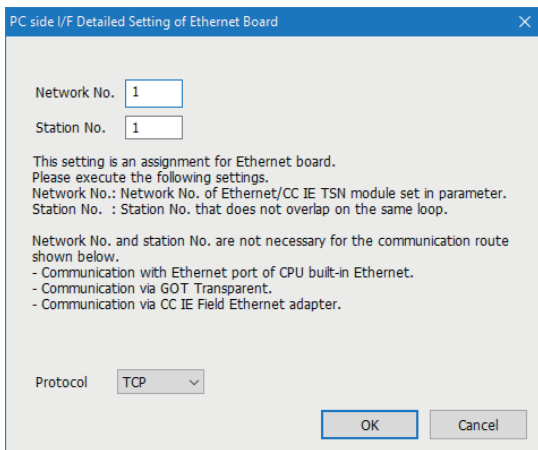 PC side I/F Detailed Setting of Ethernet Board
Network No. 1
Station No. 1
This setting is an assignment for Ethernet board.
Please execute the following settings.
Network No.: Network No. of Ethernet/CC IE TSN module set in parameter.
Station No. : Station No. that does not overlap on the same loop.
Network No. and station No. are not necessary for the communication route
shown below.
- Communication with Ethernet port of CPU built-in Ethernet.
- Communication via GOT Transparent.
- Communication via CC IE Field Ethernet adapter.
Protocol TCP
OK Cancel